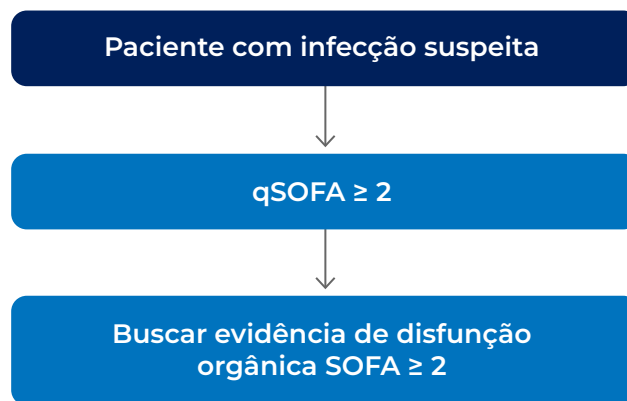 Paciente com infecção suspeita
qSOFA ≥ 2
Buscar evidência de disfunção
orgânica SOFA ≥ 2